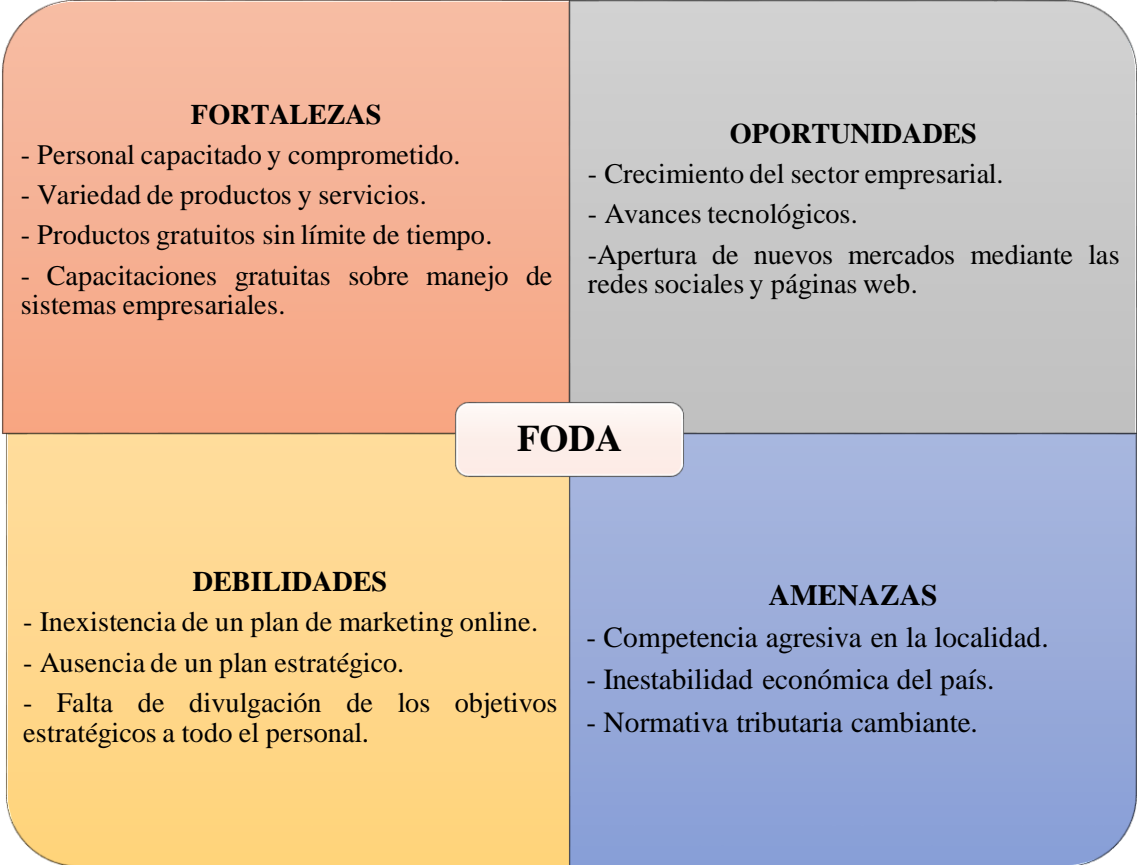 FORTALEZAS
- Personal capacitado y comprometido.
- Variedad de productos y servicios.
- Productos gratuitos sin límite de tiempo.
- Capacitaciones gratuitas sobre manejo de
sistemas empresariales.
OPORTUNIDADES
- Crecimiento del sector empresarial.
- Avances tecnológicos.
-Apertura de nuevos mercados mediante las
redes sociales y páginas web.
FODA
DEBILIDADES
- Inexistencia de un plan de marketing online.
- Ausencia de un plan estratégico.
- Falta de divulgación de los objetivos
estratégicos a todo el personal.
AMENAZAS
- Competencia agresiva en la localidad.
- Inestabilidad económica del país.
- Normativa tributaria cambiante.